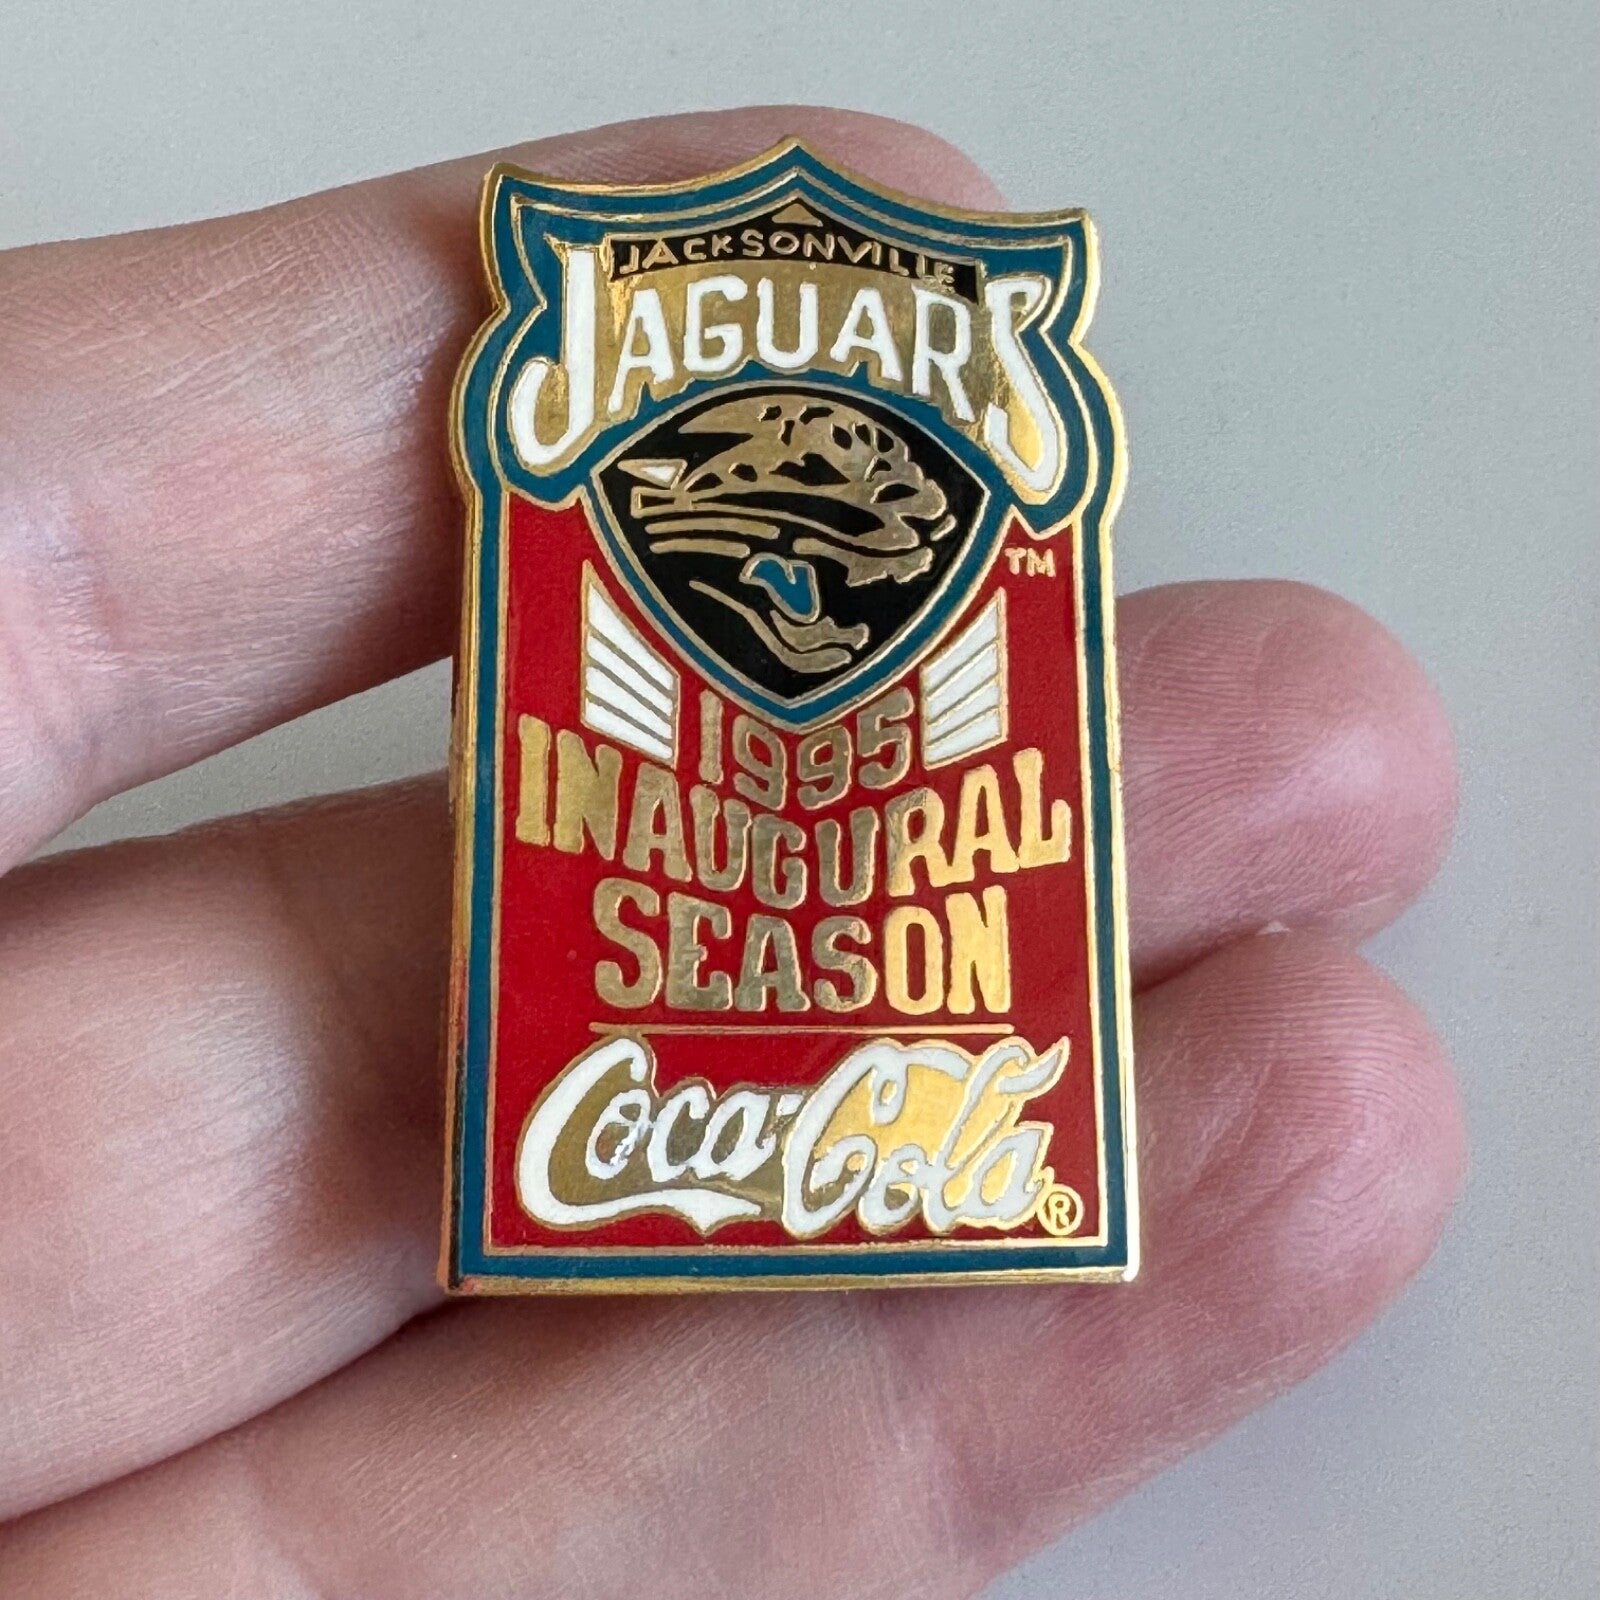 JACKSONVILLE
JAGUARS
TM
1995
INAUGURAL
SEASON
Coca-Cola ®